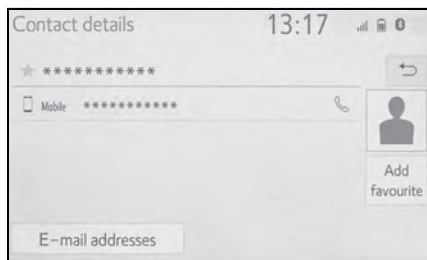 Contact details 13:17
***********
Mobile ***********
Add
favourite
E-mail addresses